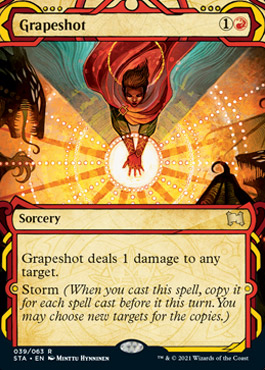 Grapeshot 1
Sorcery
Grapeshot deals 1 damage to any
target.
Storm (When you cast this spell, copy it
for each spell cast before it this turn. You
may choose new targets for the copies.)
039/063 R
STA • EN MINTTU HYNNINEN ™ & © 2021 Wizards of the Coast